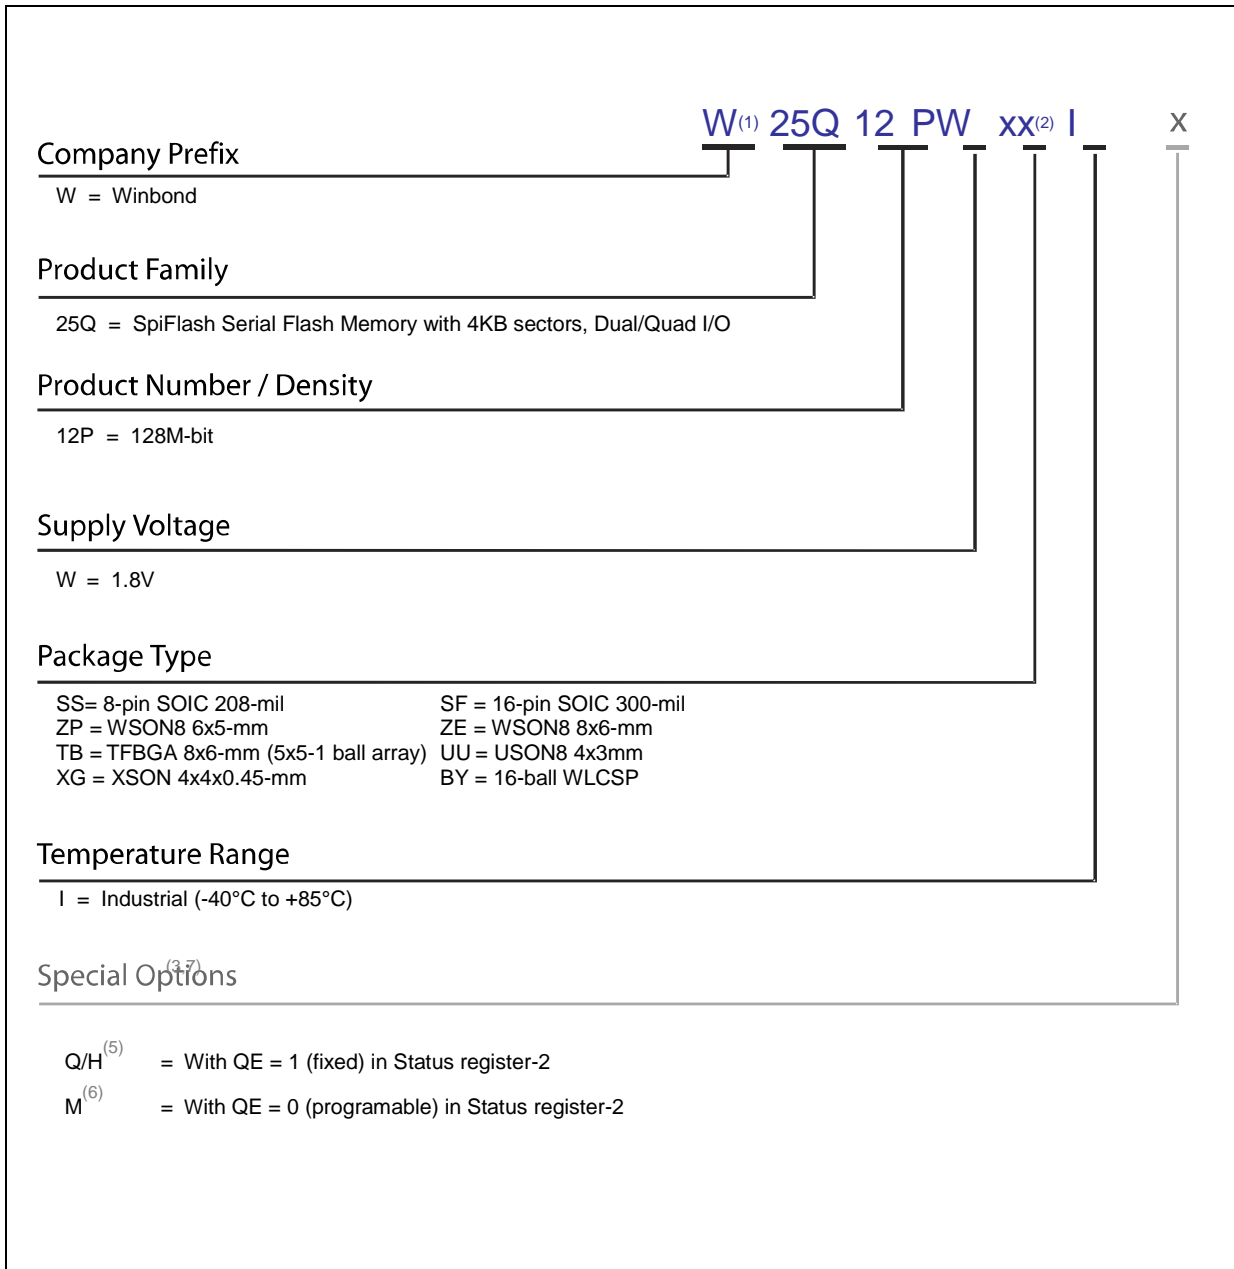 W(1) 25Q 12 PW xx(2) I x
Company Prefix
W = Winbond
Product Family
25Q = SpiFlash Serial Flash Memory with 4KB sectors, Dual/Quad I/O
Product Number / Density
12P = 128M-bit
Supply Voltage
W = 1.8V
Package Type
SS= 8-pin SOIC 208-mil SF = 16-pin SOIC 300-mil
ZP = WSON8 6x5-mm ZE = WSON8 8x6-mm
TB = TFBGA 8x6-mm (5x5-1 ball array) UU = USON8 4x3mm
XG = XSON 4x4x0.45-mm BY = 16-ball WLCSP
Temperature Range
I = Industrial (-40°C to +85°C)
Special Options(3,7)
Q/H(5) = With QE = 1 (fixed) in Status register-2
M(6) = With QE = 0 (programable) in Status register-2